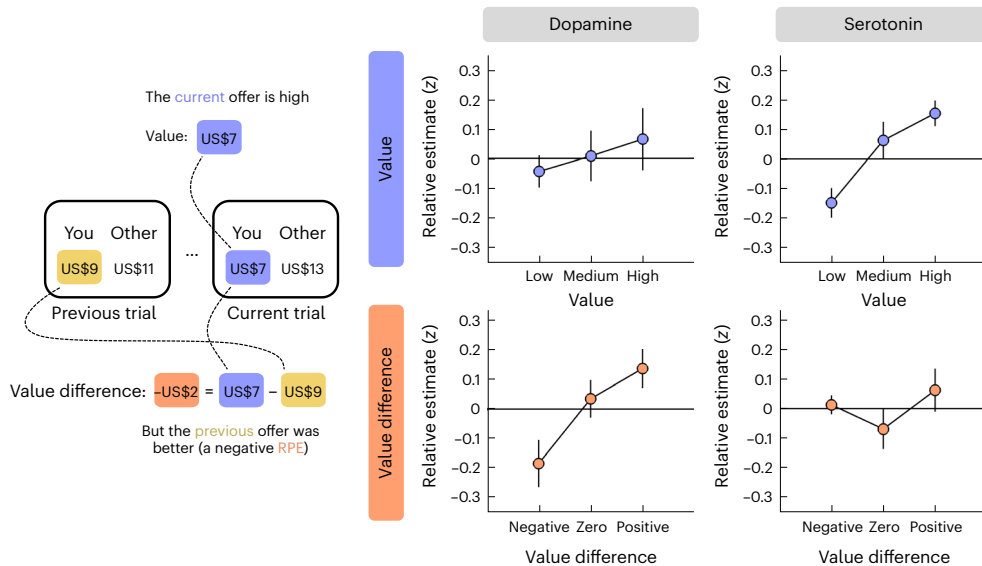 The current offer is high
Value: US$7
You Other
US$9 US$11
Previous trial
...
You Other
US$7 US$13
Current trial
Value difference: –US$2 = US$7 – US$9
But the previous offer was
better (a negative RPE)
Dopamine
Serotonin
Value
Value difference
Relative estimate (z)
0.3
0.2
0.1
0
–0.1
–0.2
–0.3
Low Medium High
Value
Relative estimate (z)
0.3
0.2
0.1
0
–0.1
–0.2
–0.3
Low Medium High
Value
Relative estimate (z)
0.3
0.2
0.1
0
–0.1
–0.2
–0.3
Negative Zero Positive
Value difference
Relative estimate (z)
0.3
0.2
0.1
0
–0.1
–0.2
–0.3
Negative Zero Positive
Value difference